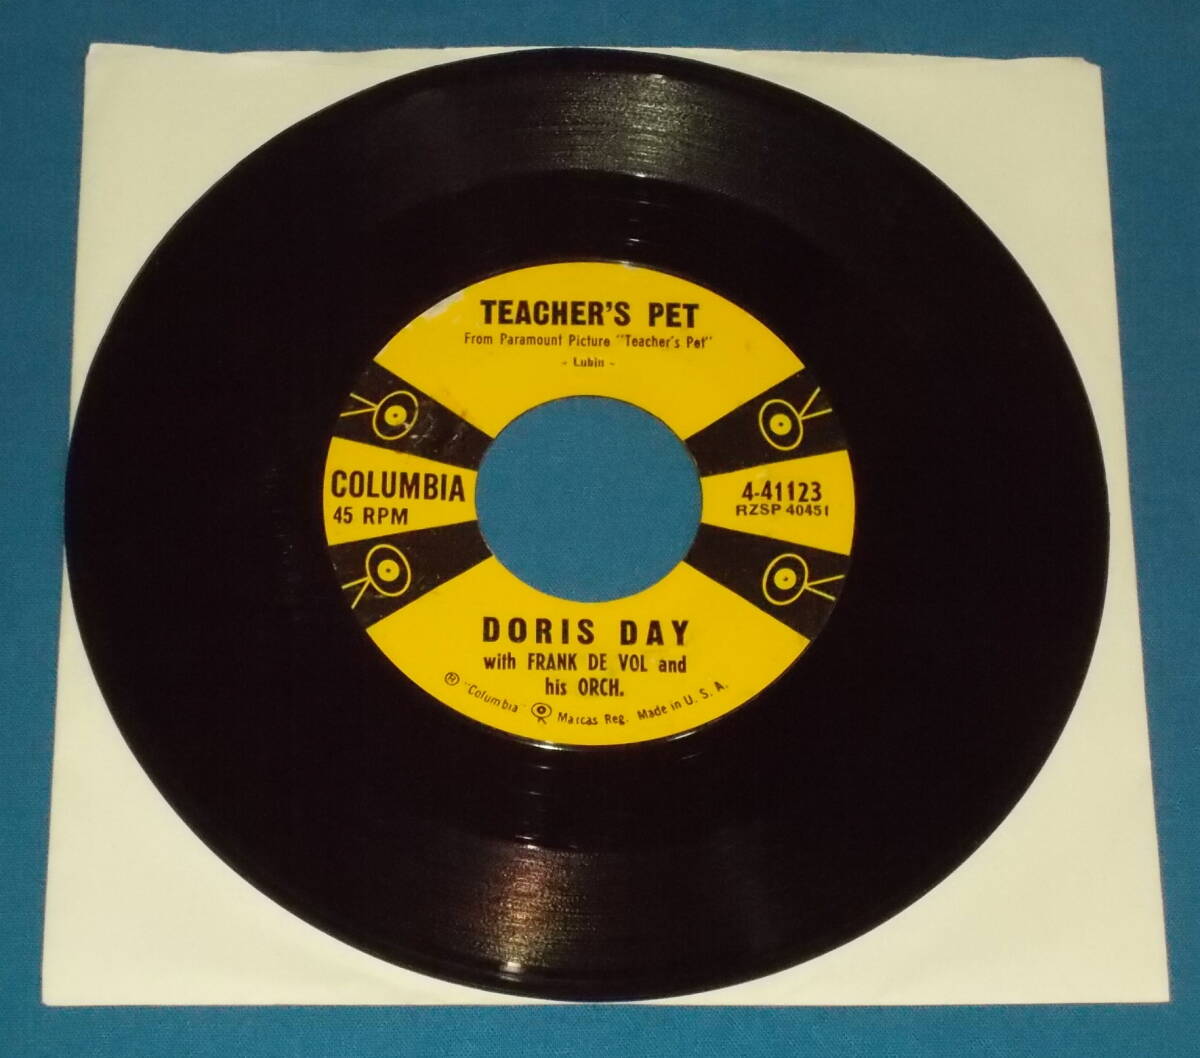 TEACHER'S PET
From Paramount Picture "Teacher's Pet"
- Lubin -
COLUMBIA
45 RPM
4-41123
RZSP 40451
DORIS DAY
with FRANK DE VOL and
his ORCH.
® "Columbia" Marcas Reg. Made in U. S. A.